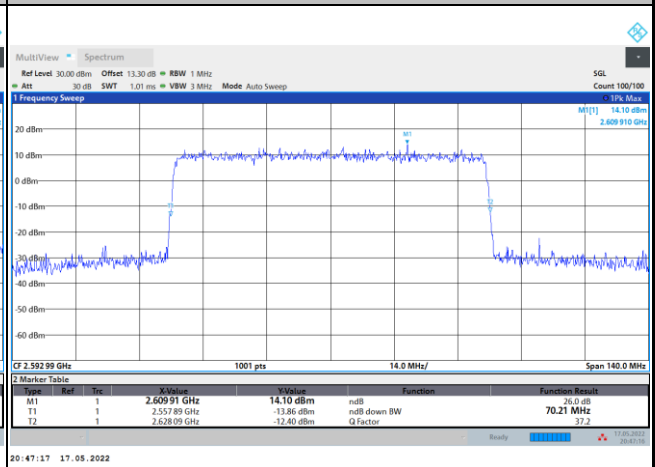 MultiView Spectrum
Ref Level 30.00 dBm Offset 13.30 dB RBW 1 MHz SGL
Att 30 dB SWT 1.01 ms VBW 3 MHz Mode Auto Sweep Count 100/100
1 Frequency Sweep 1Pk Max
M1[1] 14.10 dBm
2.609 910 GHz
20 dBm
M1
10 dBm
0 dBm
-10 dBm
-20 dBm
-30 dBm
-40 dBm
-50 dBm
-60 dBm
CF 2.592 99 GHz 1001 pts 14.0 MHz/ Span 140.0 MHz
2 Marker Table
Type Ref Trc X-Value Y-Value Function Function Result
M1 1 2.609 91 GHz 14.10 dBm ndB 26.0 dB
T1 1 2.557 89 GHz -13.86 dBm ndB down BW 70.21 MHz
T2 1 2.628 09 GHz -12.40 dBm Q Factor 37.2
Ready 17.05.2022
20:47:16
20:47:17 17.05.2022